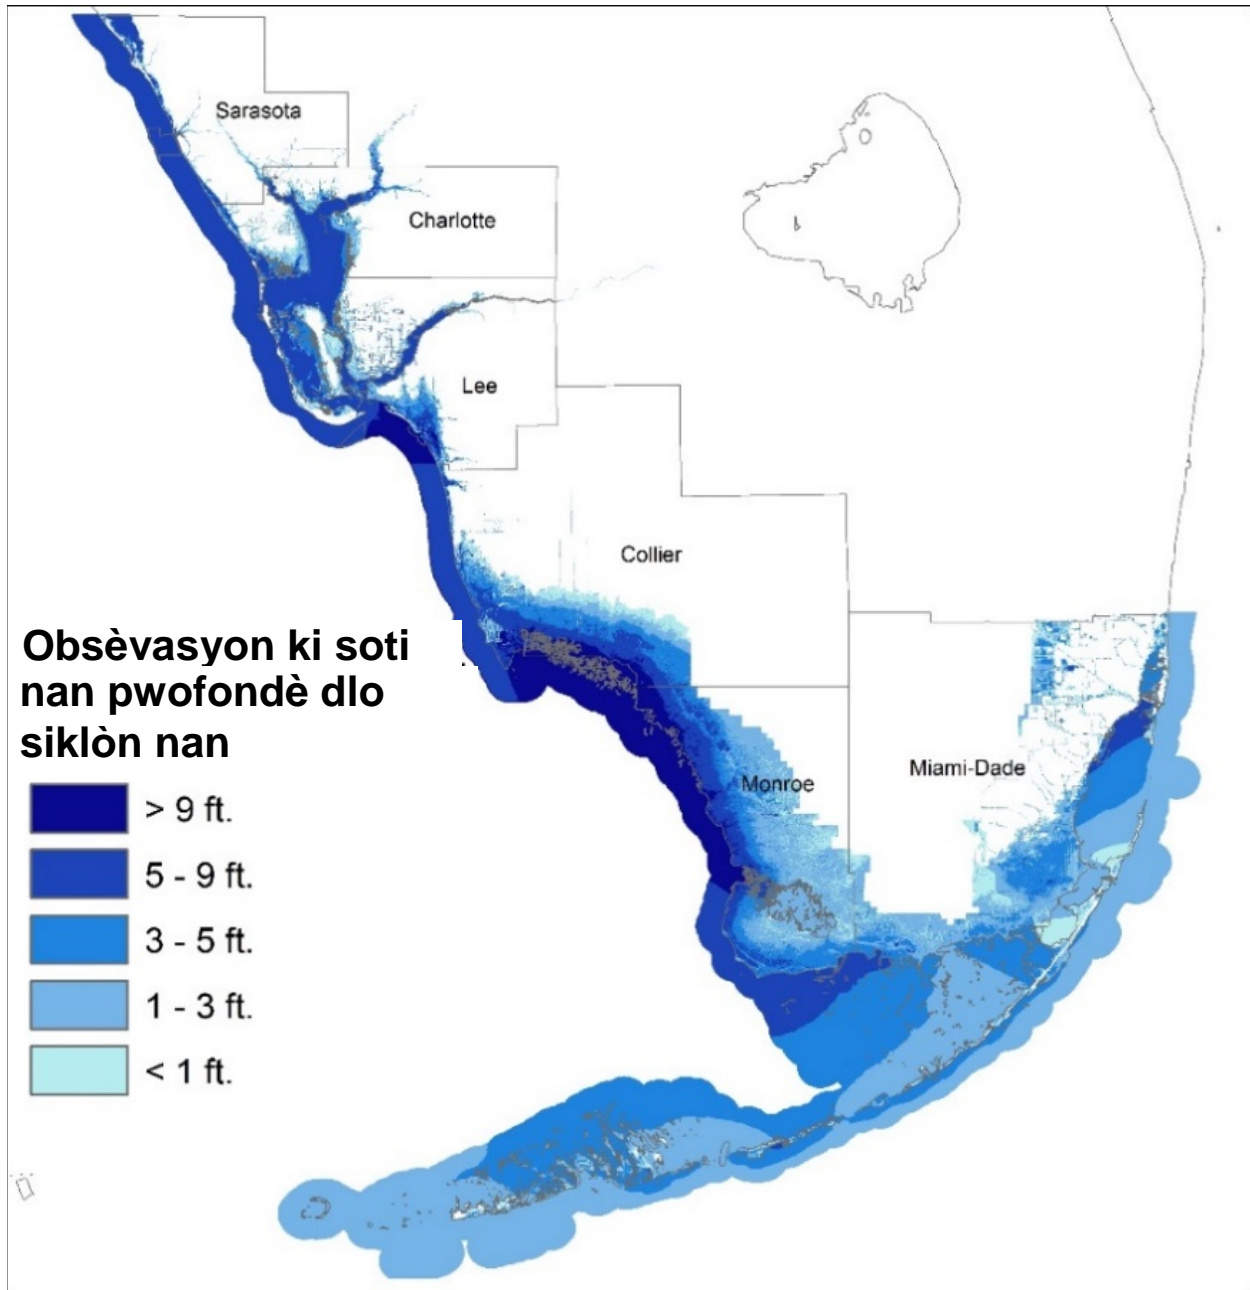 Sarasota
Charlotte
Lee
Collier
Obsèvasyon ki soti
nan pwofondè dlo
siklòn nan
Monroe
Miami-Dade
> 9 ft.
5 - 9 ft.
3 - 5 ft.
1 - 3 ft.
< 1 ft.